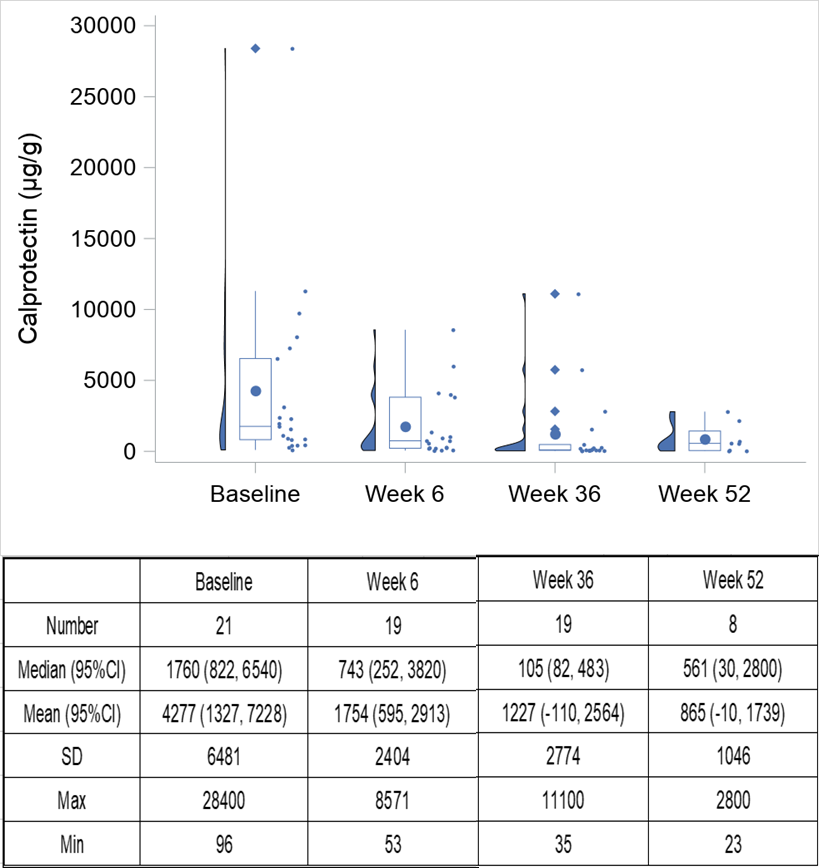 30000
25000
20000
15000
10000
5000
0
Calprotectin (µg/g)
Baseline Week 6 Week 36 Week 52
Baseline Week 6 Week 36 Week 52
Number 21 19 19 8
Median (95%CI) 1760 (822, 6540) 743 (252, 3820) 105 (82, 483) 561 (30, 2800)
Mean (95%CI) 4277 (1327, 7228) 1754 (595, 2913) 1227 (-110, 2564) 865 (-10, 1739)
SD 6481 2404 2774 1046
Max 28400 8571 11100 2800
Min 96 53 35 23